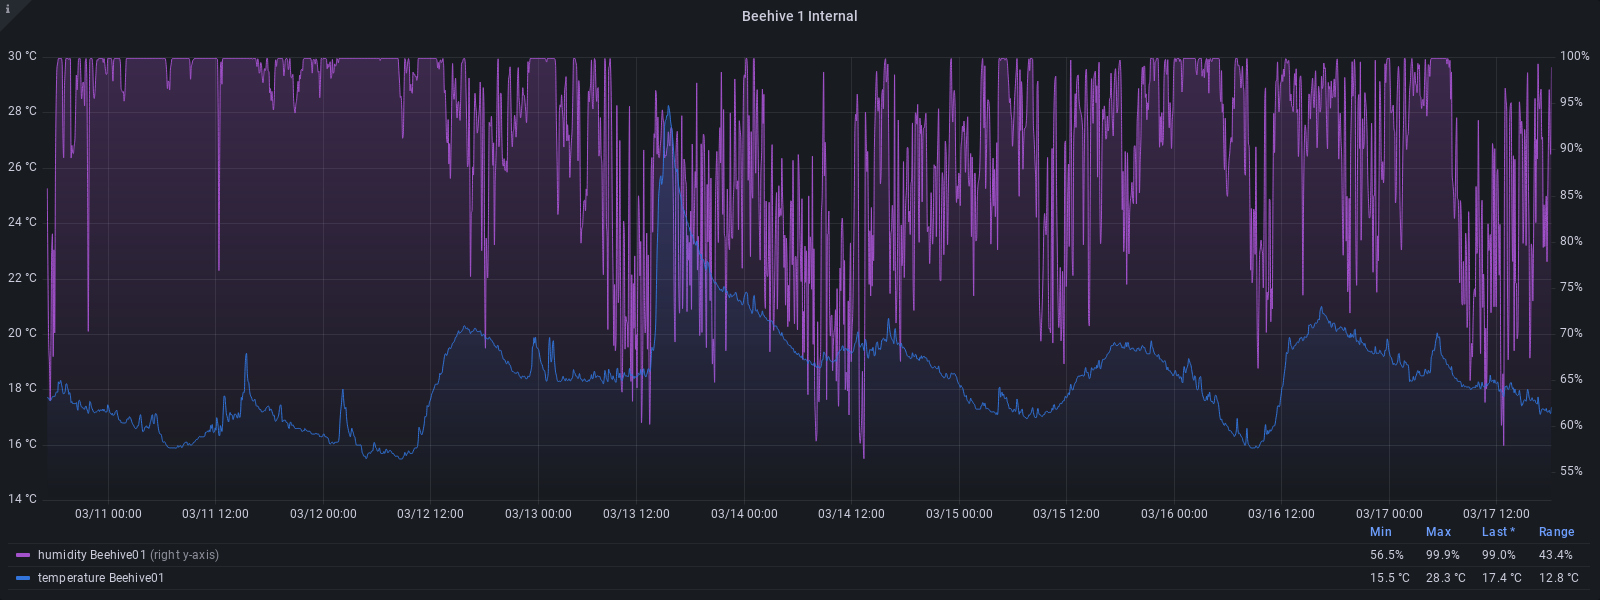 i
Beehive 1 Internal
30 °C 100%
28 °C 95%
26 °C 90%
85%
24 °C 80%
22 °C 75%
20 °C 70%
18 °C 65%
16 °C 60%
55%
14 °C
03/11 00:00 03/11 12:00 03/12 00:00 03/12 12:00 03/13 00:00 03/13 12:00 03/14 00:00 03/14 12:00 03/15 00:00 03/15 12:00 03/16 00:00 03/16 12:00 03/17 00:00 03/17 12:00
Min Max Last * Range
humidity Beehive01 (right y-axis) 56.5% 99.9% 99.0% 43.4%
temperature Beehive01 15.5 °C 28.3 °C 17.4 °C 12.8 °C